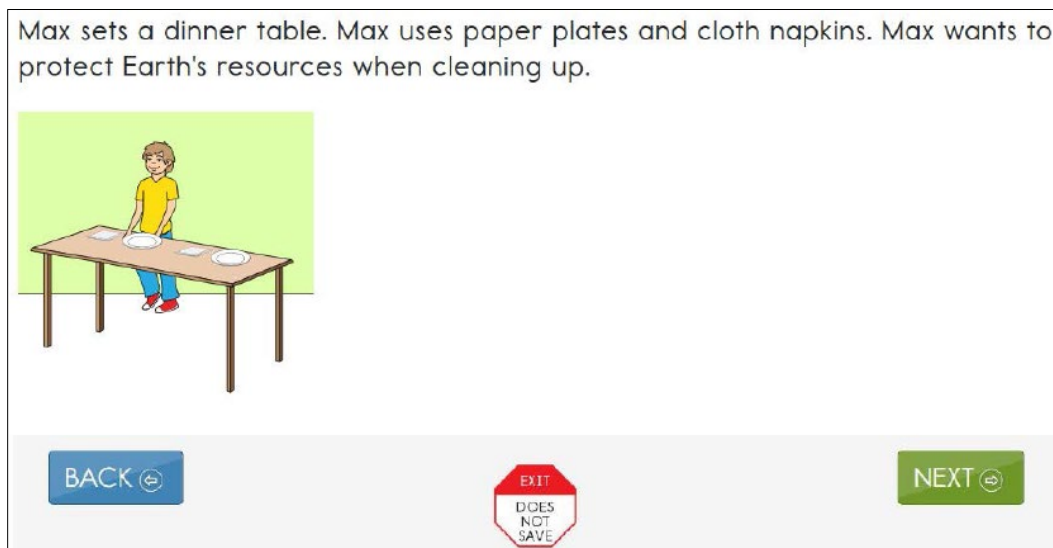 Max sets a dinner table. Max uses paper plates and cloth napkins. Max wants to
protect Earth's resources when cleaning up.
BACK
EXIT
DOES
NOT
SAVE
NEXT